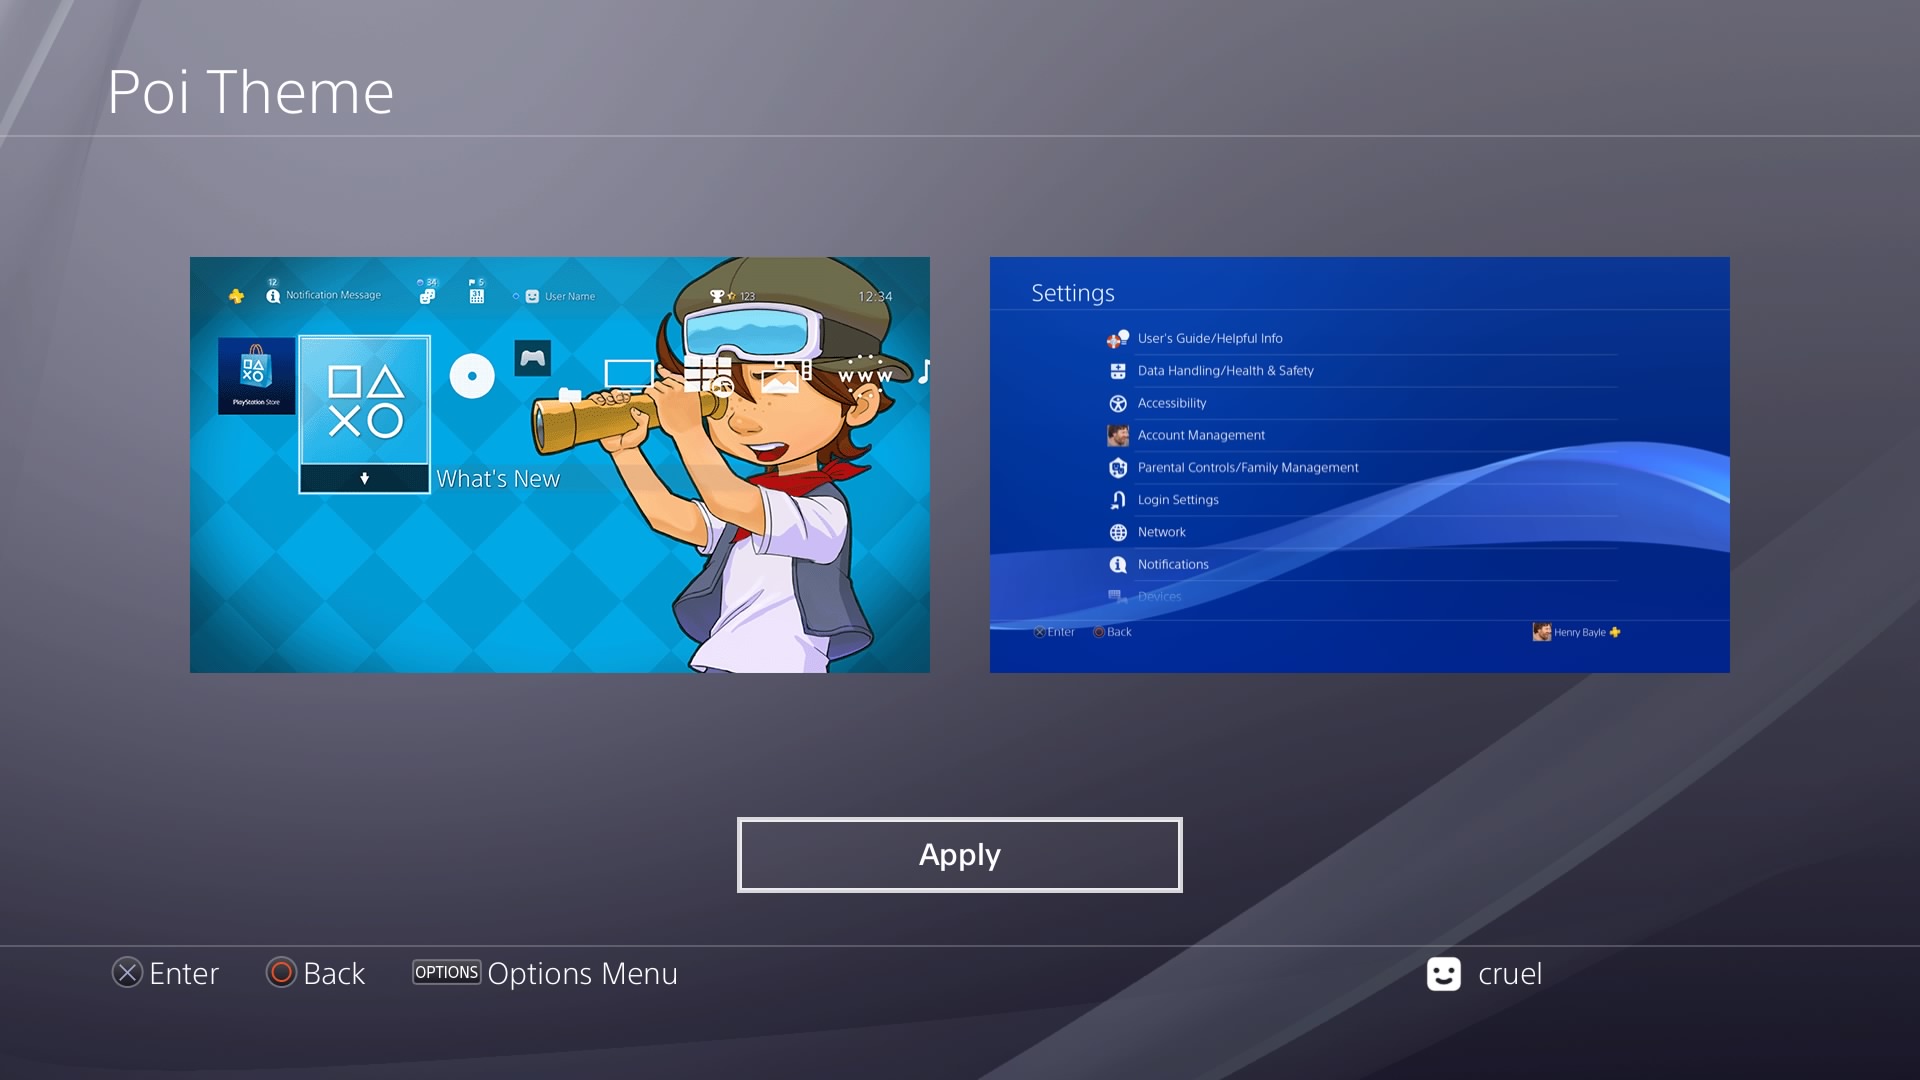 Poi Theme
12
Notification Message
34
5
31
User Name
123
12:34
PlayStation Store
WWW
What's New
Settings
User's Guide/Helpful Info
Data Handling/Health & Safety
Accessibility
Account Management
Parental Controls/Family Management
Login Settings
Network
Notifications
Devices
Enter
Back
Henry Bayle
Apply
Enter
Back
OPTIONS Options Menu
cruel